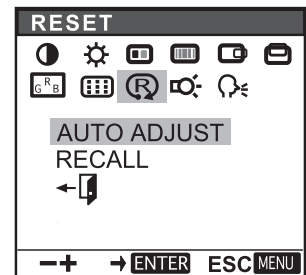 RESET
G R B R
AUTO ADJUST
RECALL
−+ → ENTER ESC MENU